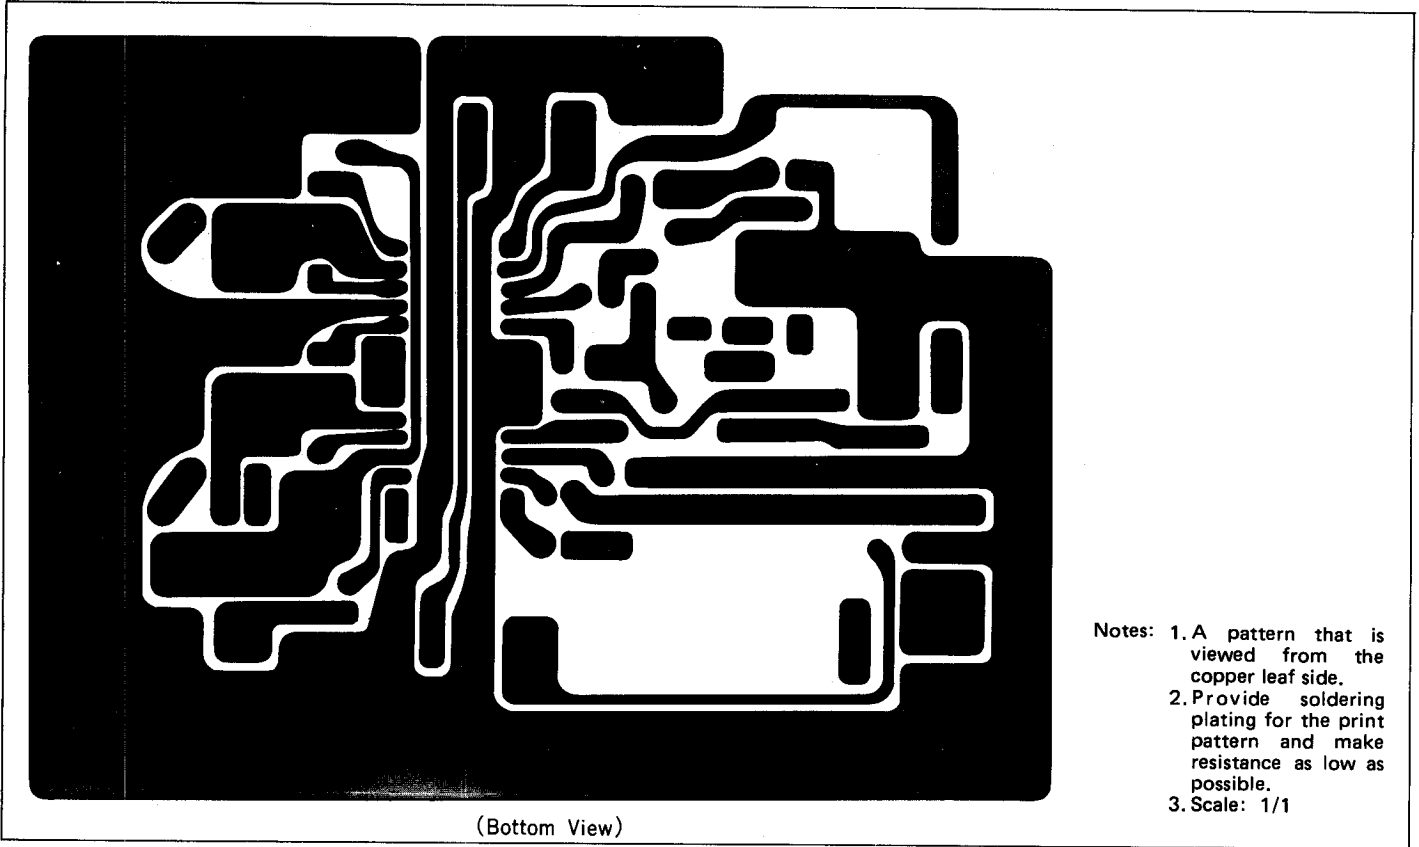 (Bottom View)
Notes: 1. A pattern that is
viewed from the
copper leaf side.
2. Provide soldering
plating for the print
pattern and make
resistance as low as
possible.
3. Scale: 1/1